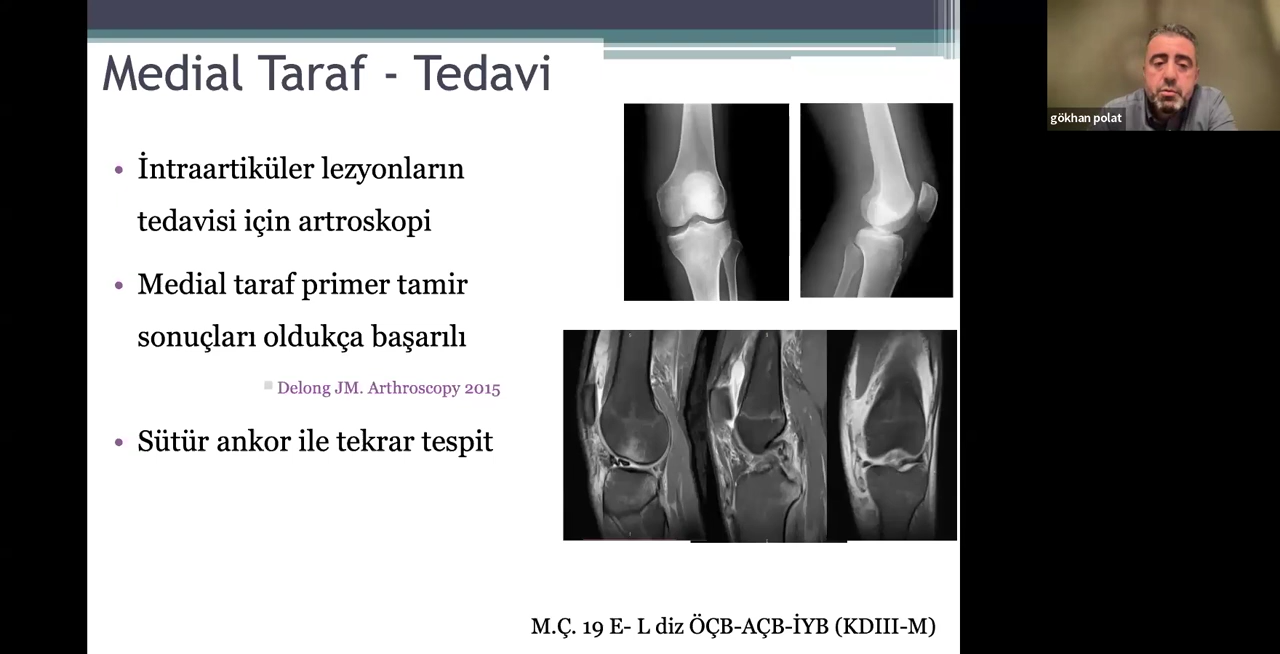 Medial Taraf - Tedavi
İntraartiküler lezyonların
tedavisi için artroskopi
Medial taraf primer tamir
sonuçları oldukça başarılı
Delong JM. Arthroscopy 2015
Sütür ankor ile tekrar tespit
M.Ç. 19 E- L diz ÖÇB-AÇB-İYB (KDIII-M)
gökhan polat